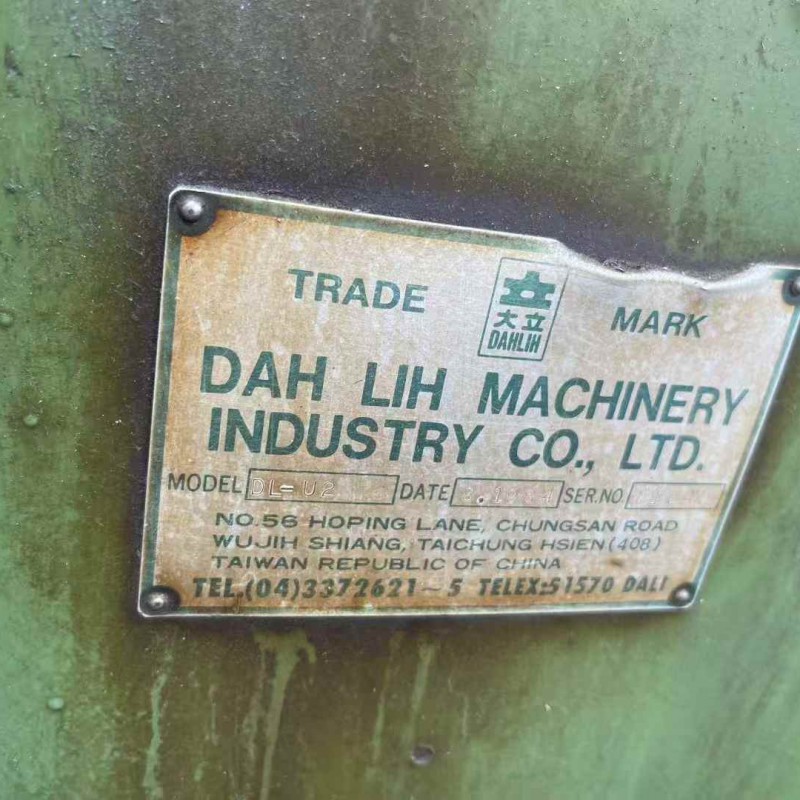 TRADE 大立 DAHLIH MARK
DAH LIH MACHINERY
INDUSTRY CO., LTD.
MODEL DL-U2 DATE SER.NO
NO.56 HOPING LANE, CHUNGSAN ROAD
WUJIH SHIANG, TAICHUNG HSIEN(408)
TAIWAN REPUBLIC OF CHINA
TEL.(04)3372621~5 TELEX:51570 DALI